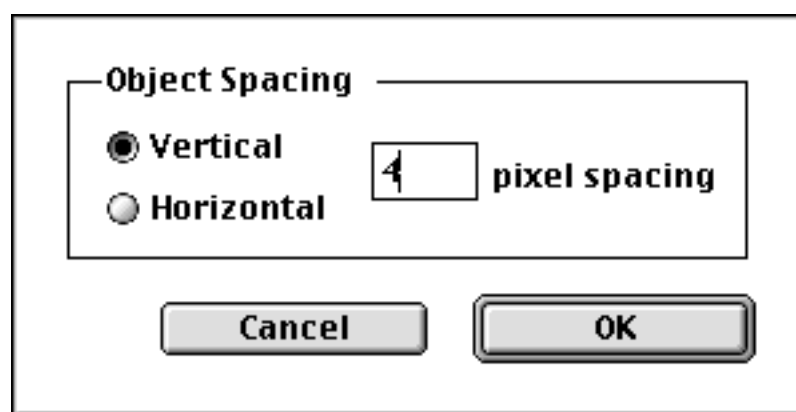 Object Spacing
Vertical
Horizontal
4
pixel spacing
Cancel
OK